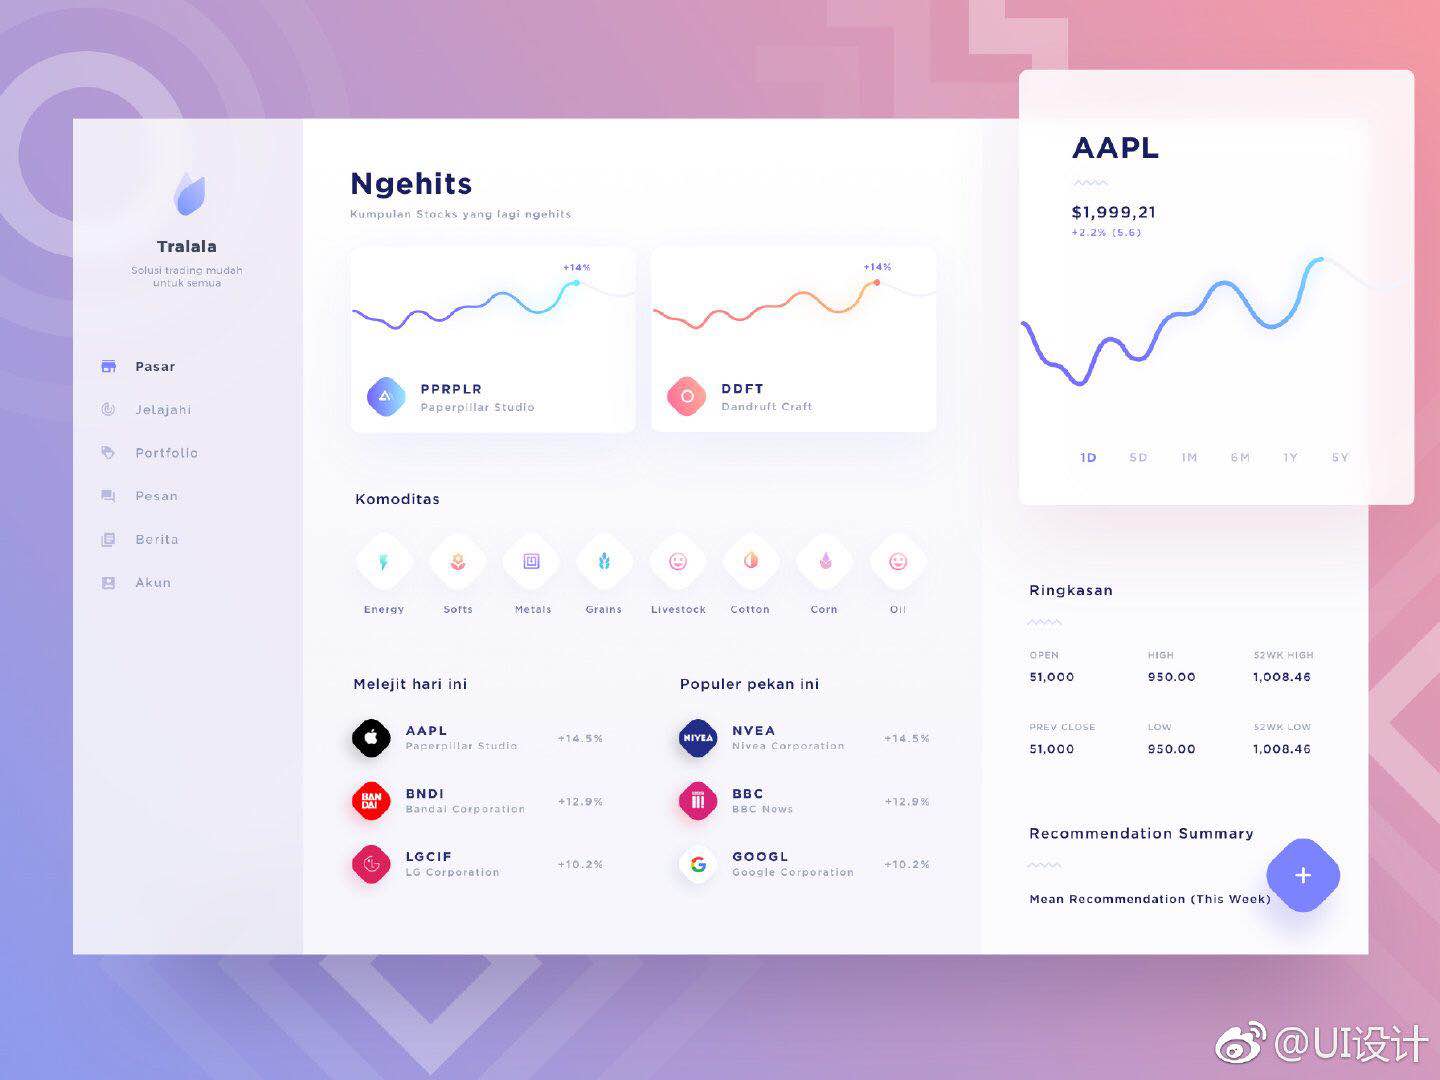 Tralala
Solusi trading mudah
untuk semua
Pasar
Jelajahi
Portfolio
Pesan
Berita
Akun
Ngehits
Kumpulan Stocks yang lagi ngehits
+14%
PPRPLR
Paperpillar Studio
+14%
DDFT
Dandruft Craft
Komoditas
Energy
Softs
Metals
Grains
Livestock
Cotton
Corn
Oil
Melejit hari ini
AAPL
Paperpillar Studio
+14.5%
BAN
DAI
BNDI
Bandai Corporation
+12.9%
LGCIF
LG Corporation
+10.2%
Populer pekan ini
NIVEA
NVEA
Nivea Corporation
+14.5%
BBC
BBC Nows
+12.9%
G
GOOGL
Google Corporation
+10.2%
AAPL
$1,999,21
+2.2% (5.6)
1D 5D 1M 6M 1Y 5Y
Ringkasan
OPEN HIGH 52WK HIGH
51,000 950.00 1,008.46
PREV CLOSE LOW 52WK LOW
51,000 950.00 1,008.46
Recommendation Summary
Mean Recommendation (This Week)
+
@UI设计